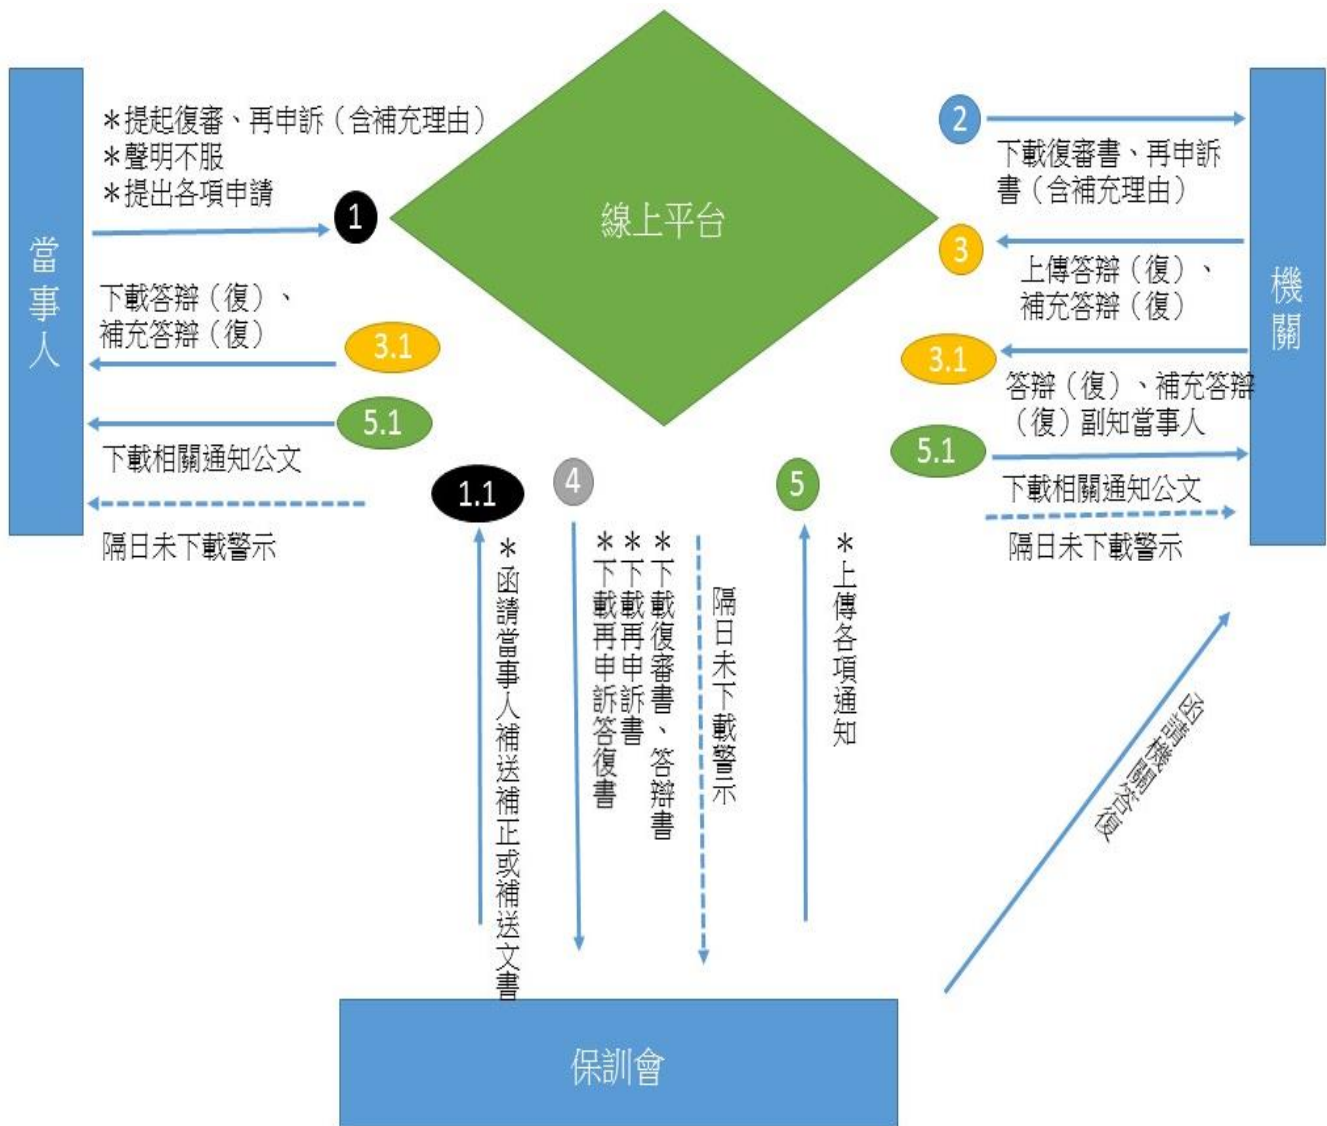 當事人
*提起復審、再申訴（含補充理由）
*聲明不服
*提出各項申請
1
下載答辯（復）、
補充答辯（復）
3.1
5.1
下載相關通知公文
隔日未下載警示
線上平台
2
下載復審書、再申訴
書（含補充理由）
3
上傳答辯（復）、
補充答辯（復）
3.1
答辯（復）、補充答辯
（復）副知當事人
5.1
下載相關通知公文
隔日未下載警示
機關
1.1
*函請當事人補送補正或補送文書
4
*下載復審書、答辯書
*下載再申訴書
*下載再申訴答復書
隔日未下載警示
5
*上傳各項通知
函請機關答復
保訓會